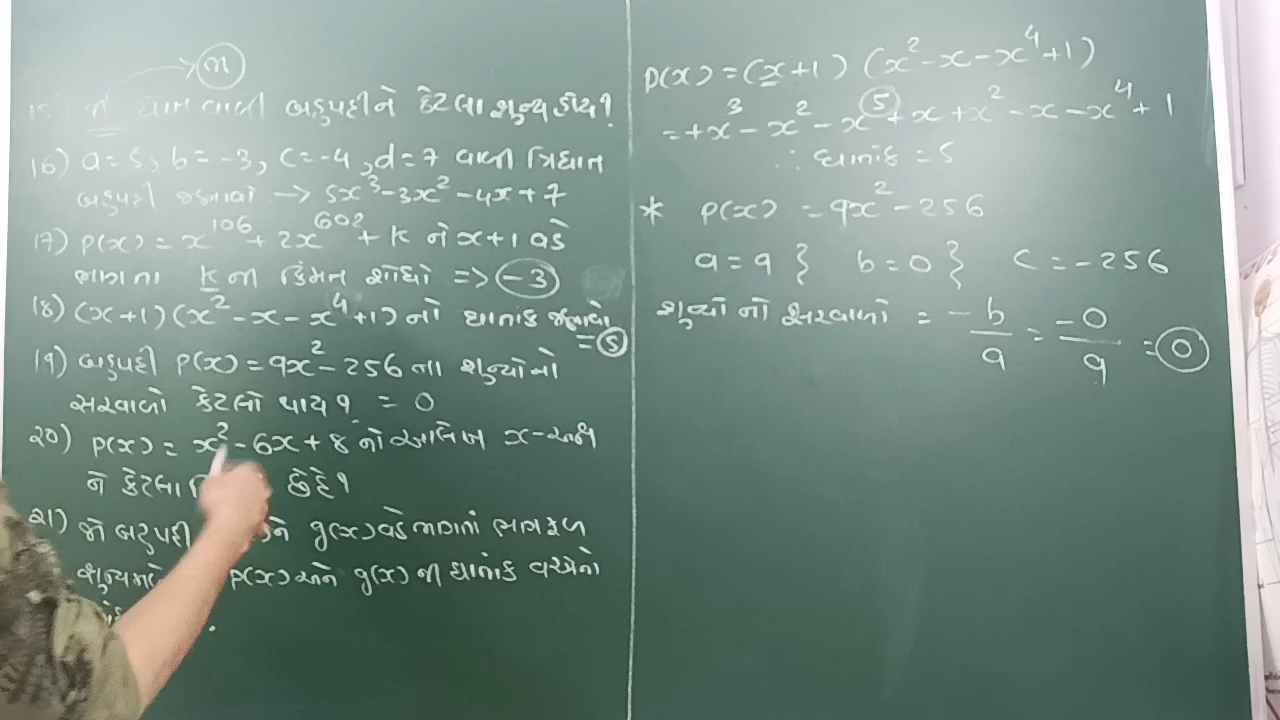 m
15) m ઘાતવાળી બહુપદીને કેટલા શૂન્ય હોય?
16) a=5, b=-3, c=-4, d=7 વાળી ત્રિઘાત
બહુપદી જણાવો → 5x³-3x²-4x+7
17) P(x) = x¹⁰⁶ + 2x⁶⁰² + k ને x+1 વડે
ભાગતા k ની કિંમત શોધો => -3
18) (x+1)(x²-x-x⁴+1) નો ઘાતાંક જણાવો
= 5
19) બહુપદી P(x) = 9x²-256 ના શૂન્યોનો
સરવાળો કેટલો થાય? = 0
20) P(x) = x²-6x+8 નો આલેખ x-અક્ષ
ને કેટલા છેદે?
21) જો બહુપદી ને g(x) વડે ભાગતાં ભાગફળ
P(x) અને g(x) ની ઘાતાંક વચ્ચેનો
P(x) = (x+1) (x²-x-x⁴+1)
= +x³-x²-x⁵+x+x²-x-x⁴+1
∴ ઘાતાંક = 5
* P(x) = 9x²-256
a=9 } b=0 } c=-256
શૂન્યોનો સરવાળો = -b/a = -0/9 = 0